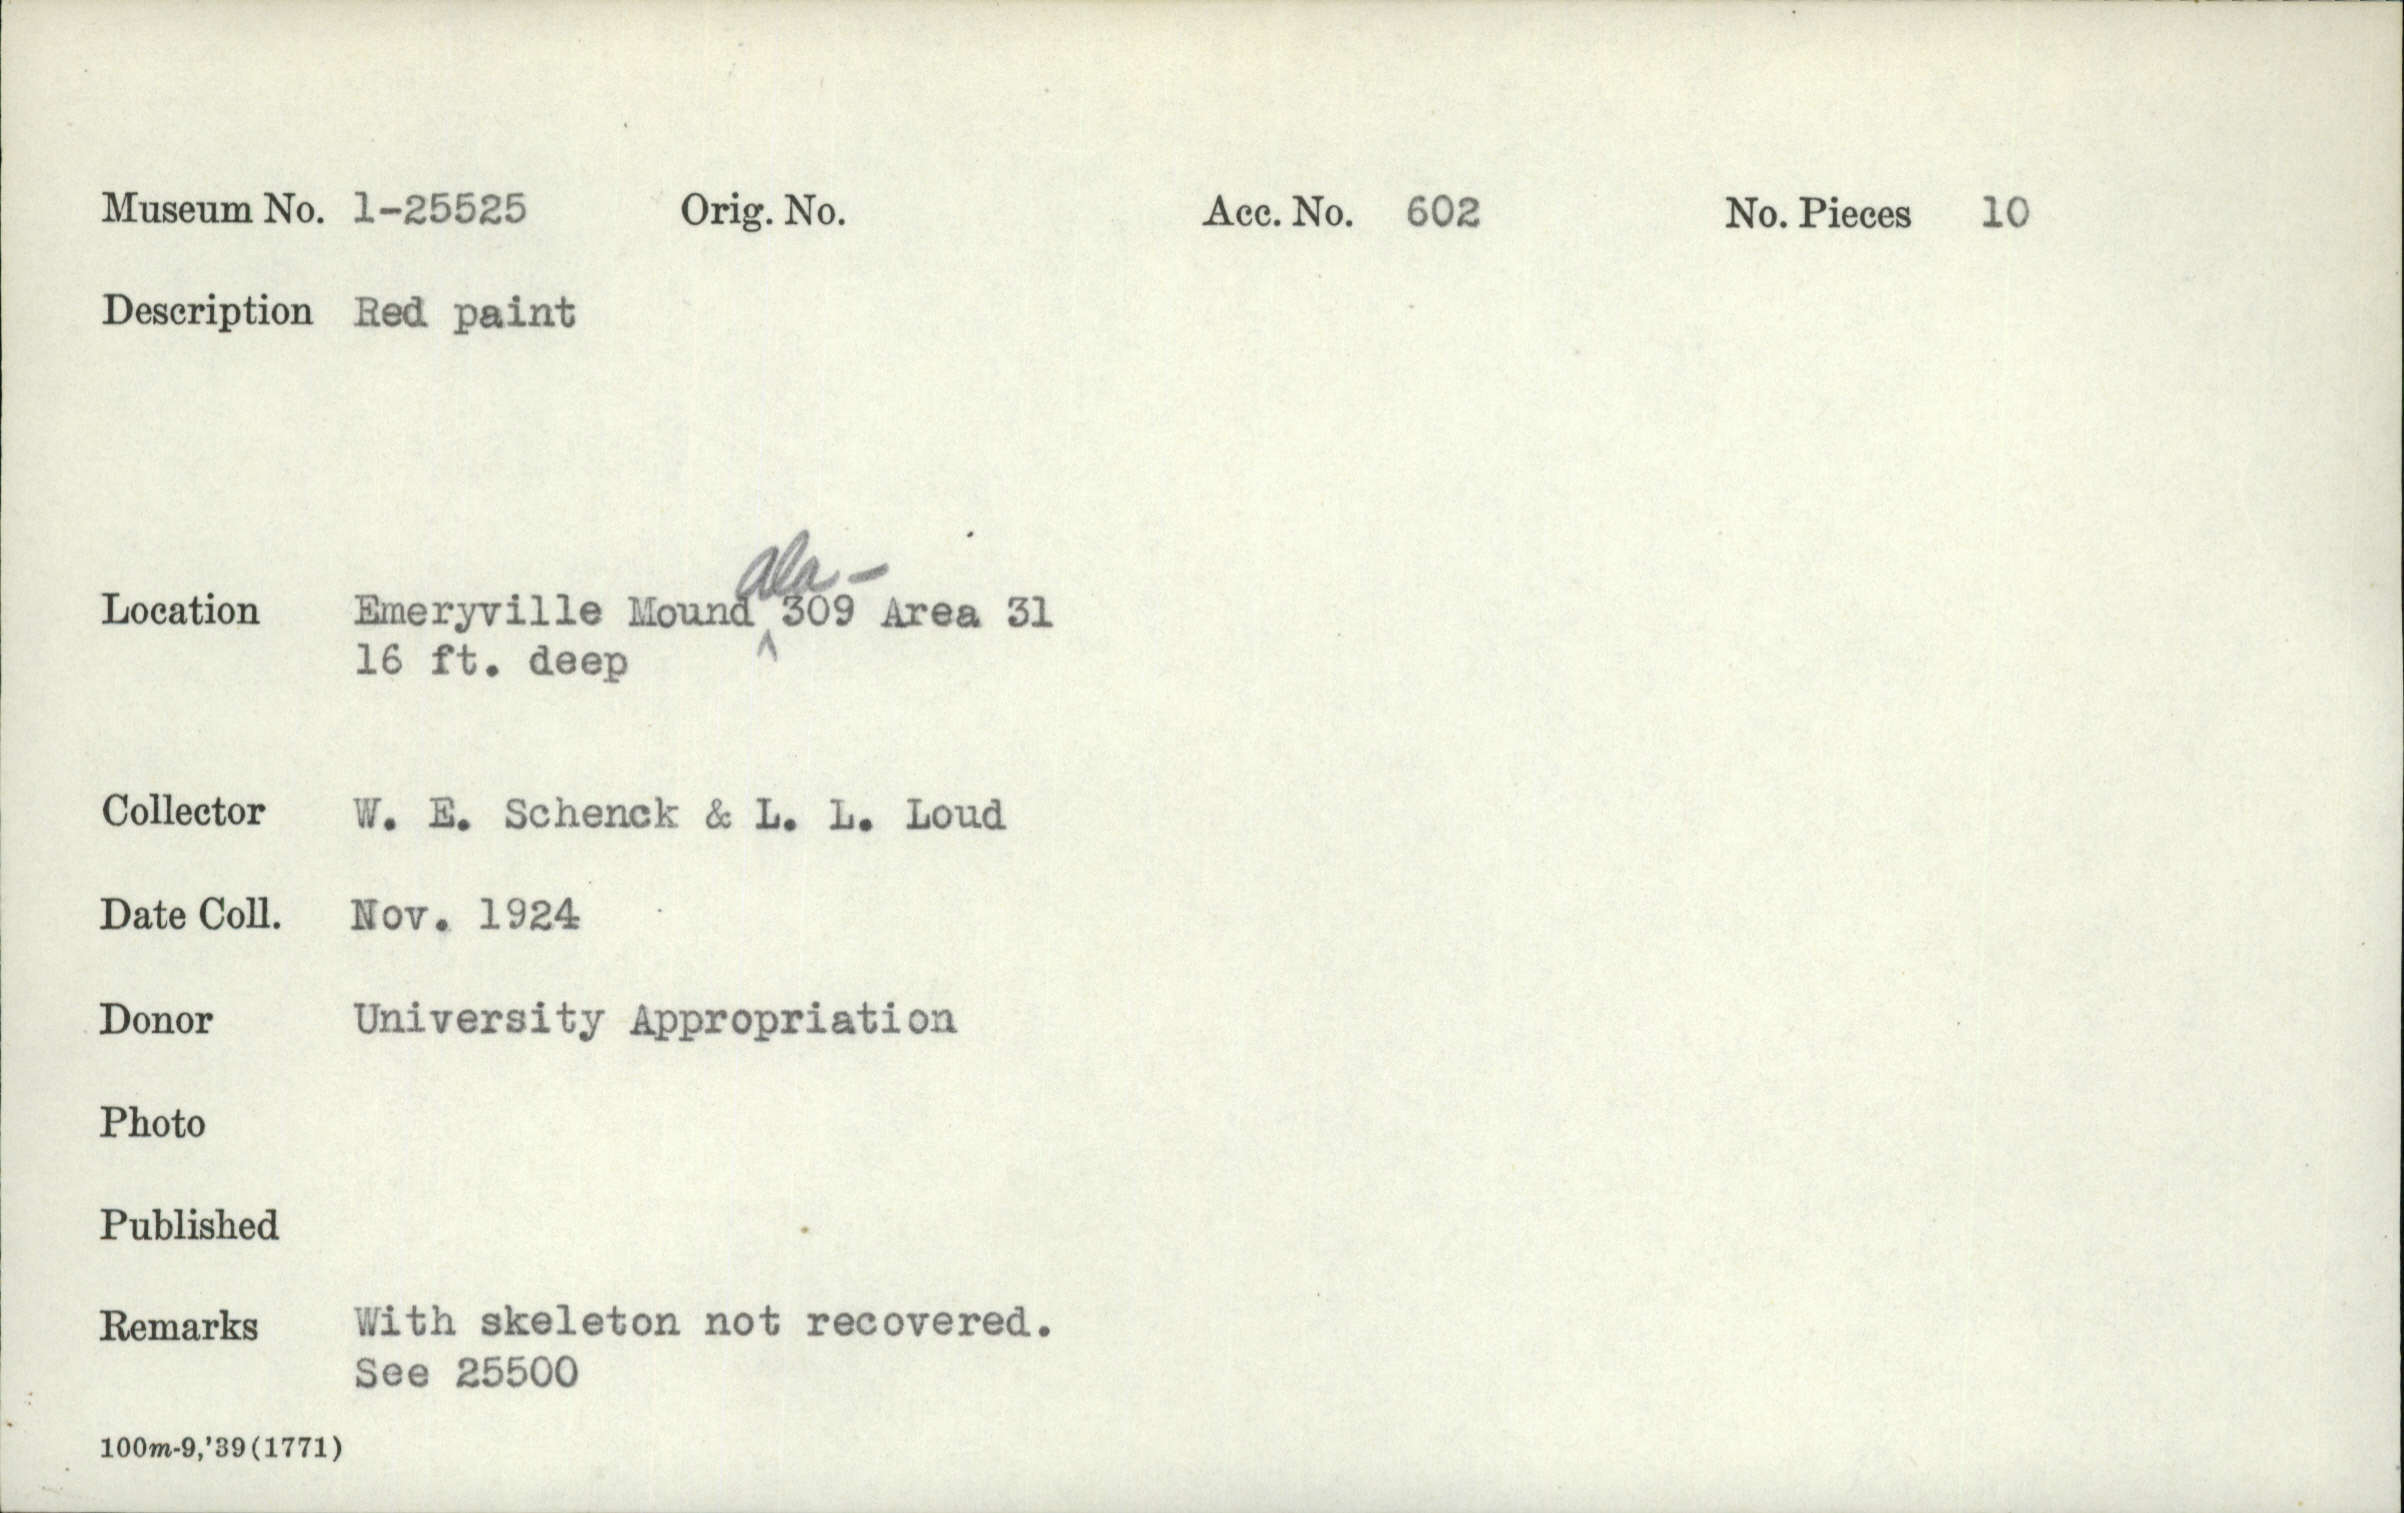 Museum No. 1-25525 Orig. No. Acc. No. 602 No. Pieces 10
Description Red paint
Ala-
Location Emeryville Mound ^ 309 Area 31
16 ft. deep
Collector W. E. Schenck & L. L. Loud
Date Coll. Nov. 1924
Donor University Appropriation
Photo
Published
Remarks With skeleton not recovered.
See 25500
100m-9,'39(1771)